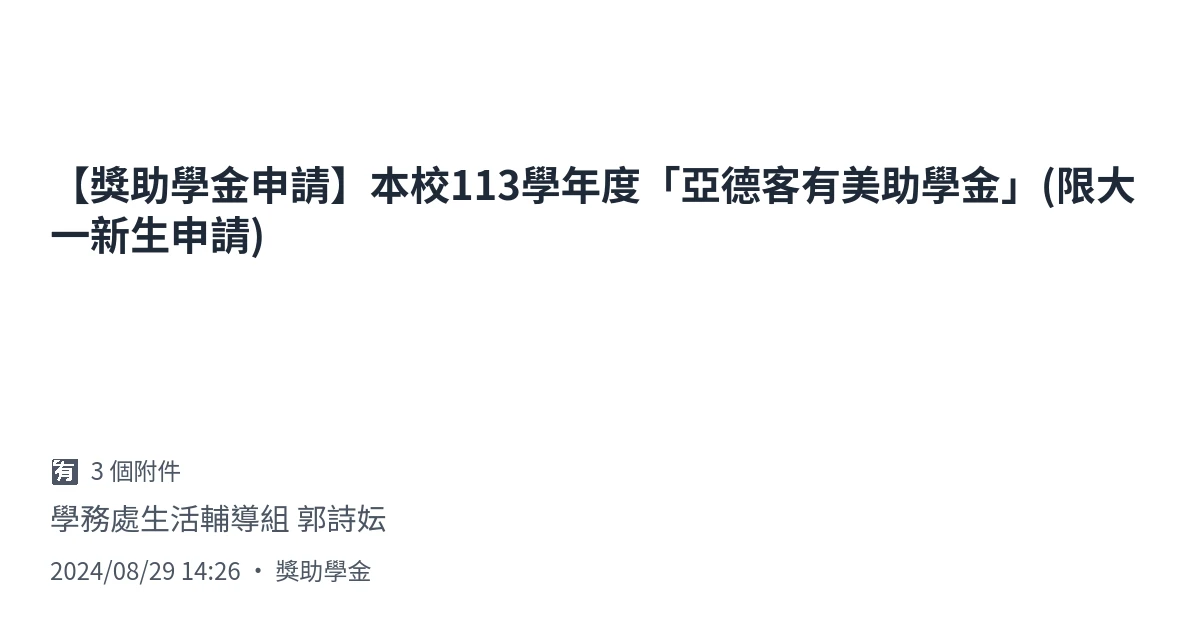 【獎助學金申請】本校113學年度「亞德客有美助學金」(限大
一新生申請)
有 3 個附件
學務處生活輔導組 郭詩妘
2024/08/29 14:26 • 獎助學金